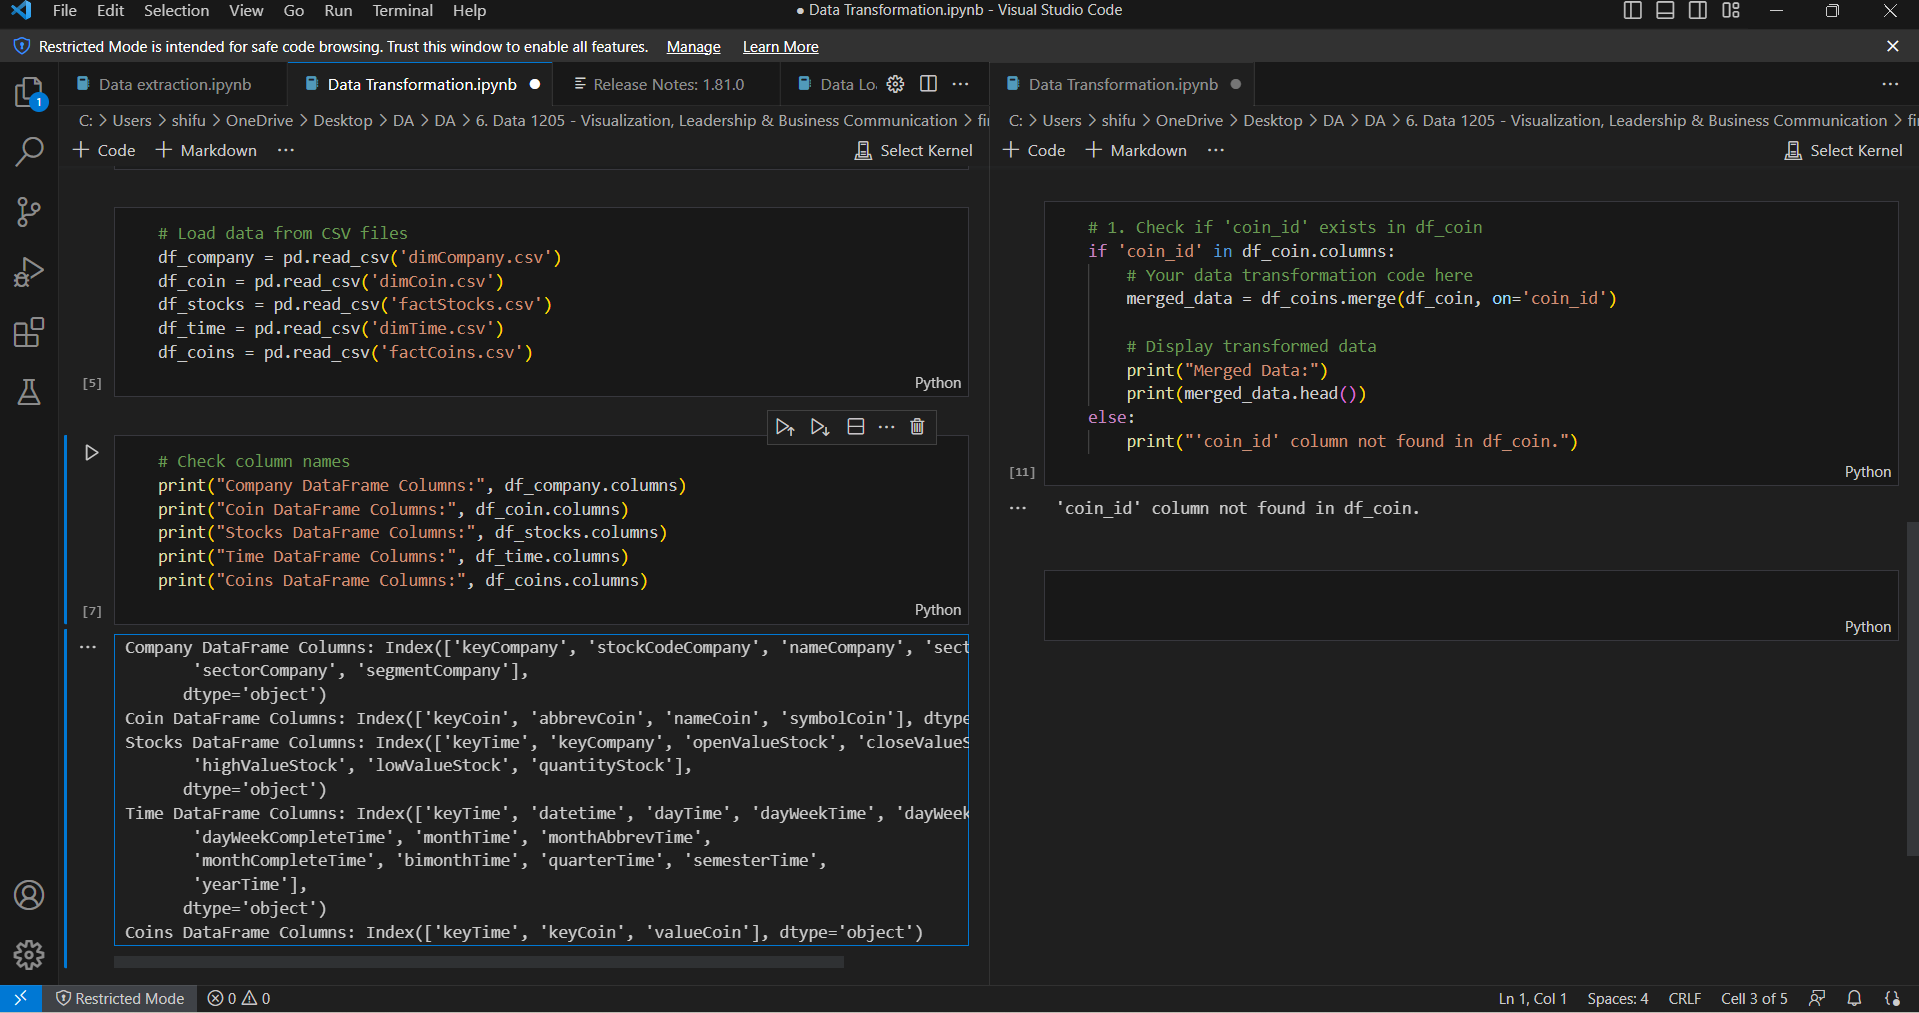 File Edit Selection View Go Run Terminal Help
● Data Transformation.ipynb - Visual Studio Code
Restricted Mode is intended for safe code browsing. Trust this window to enable all features. Manage Learn More
1
Data extraction.ipynb
Data Transformation.ipynb
Release Notes: 1.81.0
Data Lo
C: > Users > shifu > OneDrive > Desktop > DA > DA > 6. Data 1205 - Visualization, Leadership & Business Communication > fi
+ Code + Markdown ...
Select Kernel
# Load data from CSV files
df_company = pd.read_csv('dimCompany.csv')
df_coin = pd.read_csv('dimCoin.csv')
df_stocks = pd.read_csv('factStocks.csv')
df_time = pd.read_csv('dimTime.csv')
df_coins = pd.read_csv('factCoins.csv')
[5]
Python
# Check column names
print("Company DataFrame Columns:", df_company.columns)
print("Coin DataFrame Columns:", df_coin.columns)
print("Stocks DataFrame Columns:", df_stocks.columns)
print("Time DataFrame Columns:", df_time.columns)
print("Coins DataFrame Columns:", df_coins.columns)
[7]
Python
Company DataFrame Columns: Index(['keyCompany', 'stockCodeCompany', 'nameCompany', 'sect
'sectorCompany', 'segmentCompany'],
dtype='object')
Coin DataFrame Columns: Index(['keyCoin', 'abbrevCoin', 'nameCoin', 'symbolCoin'], dtype
Stocks DataFrame Columns: Index(['keyTime', 'keyCompany', 'openValueStock', 'closeValueS
'highValueStock', 'lowValueStock', 'quantityStock'],
dtype='object')
Time DataFrame Columns: Index(['keyTime', 'datetime', 'dayTime', 'dayWeekTime', 'dayWeek
'dayWeekCompleteTime', 'monthTime', 'monthAbbrevTime',
'monthCompleteTime', 'bimonthTime', 'quarterTime', 'semesterTime',
'yearTime'],
dtype='object')
Coins DataFrame Columns: Index(['keyTime', 'keyCoin', 'valueCoin'], dtype='object')
Data Transformation.ipynb
C: > Users > shifu > OneDrive > Desktop > DA > DA > 6. Data 1205 - Visualization, Leadership & Business Communication > fi
+ Code + Markdown ...
Select Kernel
# 1. Check if 'coin_id' exists in df_coin
if 'coin_id' in df_coin.columns:
# Your data transformation code here
merged_data = df_coins.merge(df_coin, on='coin_id')
# Display transformed data
print("Merged Data:")
print(merged_data.head())
else:
print("'coin_id' column not found in df_coin.")
[11]
Python
'coin_id' column not found in df_coin.
Python
Restricted Mode
0 0
Ln 1, Col 1
Spaces: 4
CRLF
Cell 3 of 5